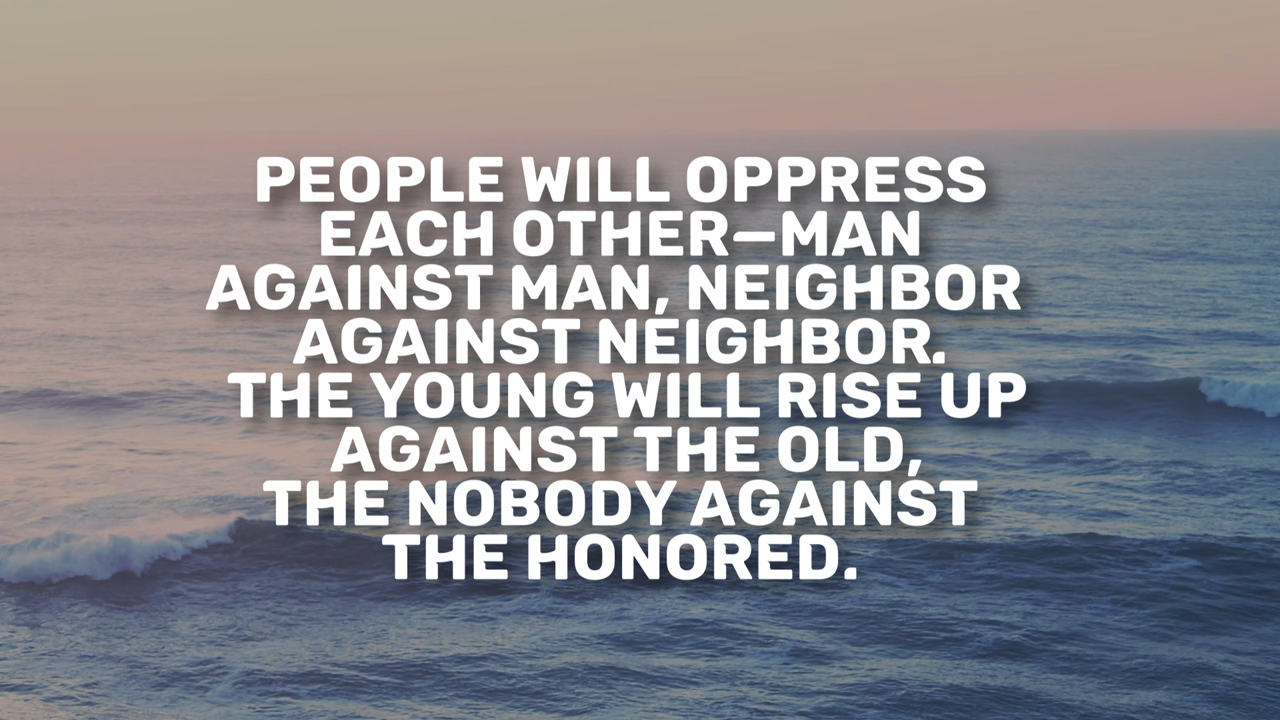 PEOPLE WILL OPPRESS
EACH OTHER—MAN
AGAINST MAN, NEIGHBOR
AGAINST NEIGHBOR.
THE YOUNG WILL RISE UP
AGAINST THE OLD,
THE NOBODY AGAINST
THE HONORED.